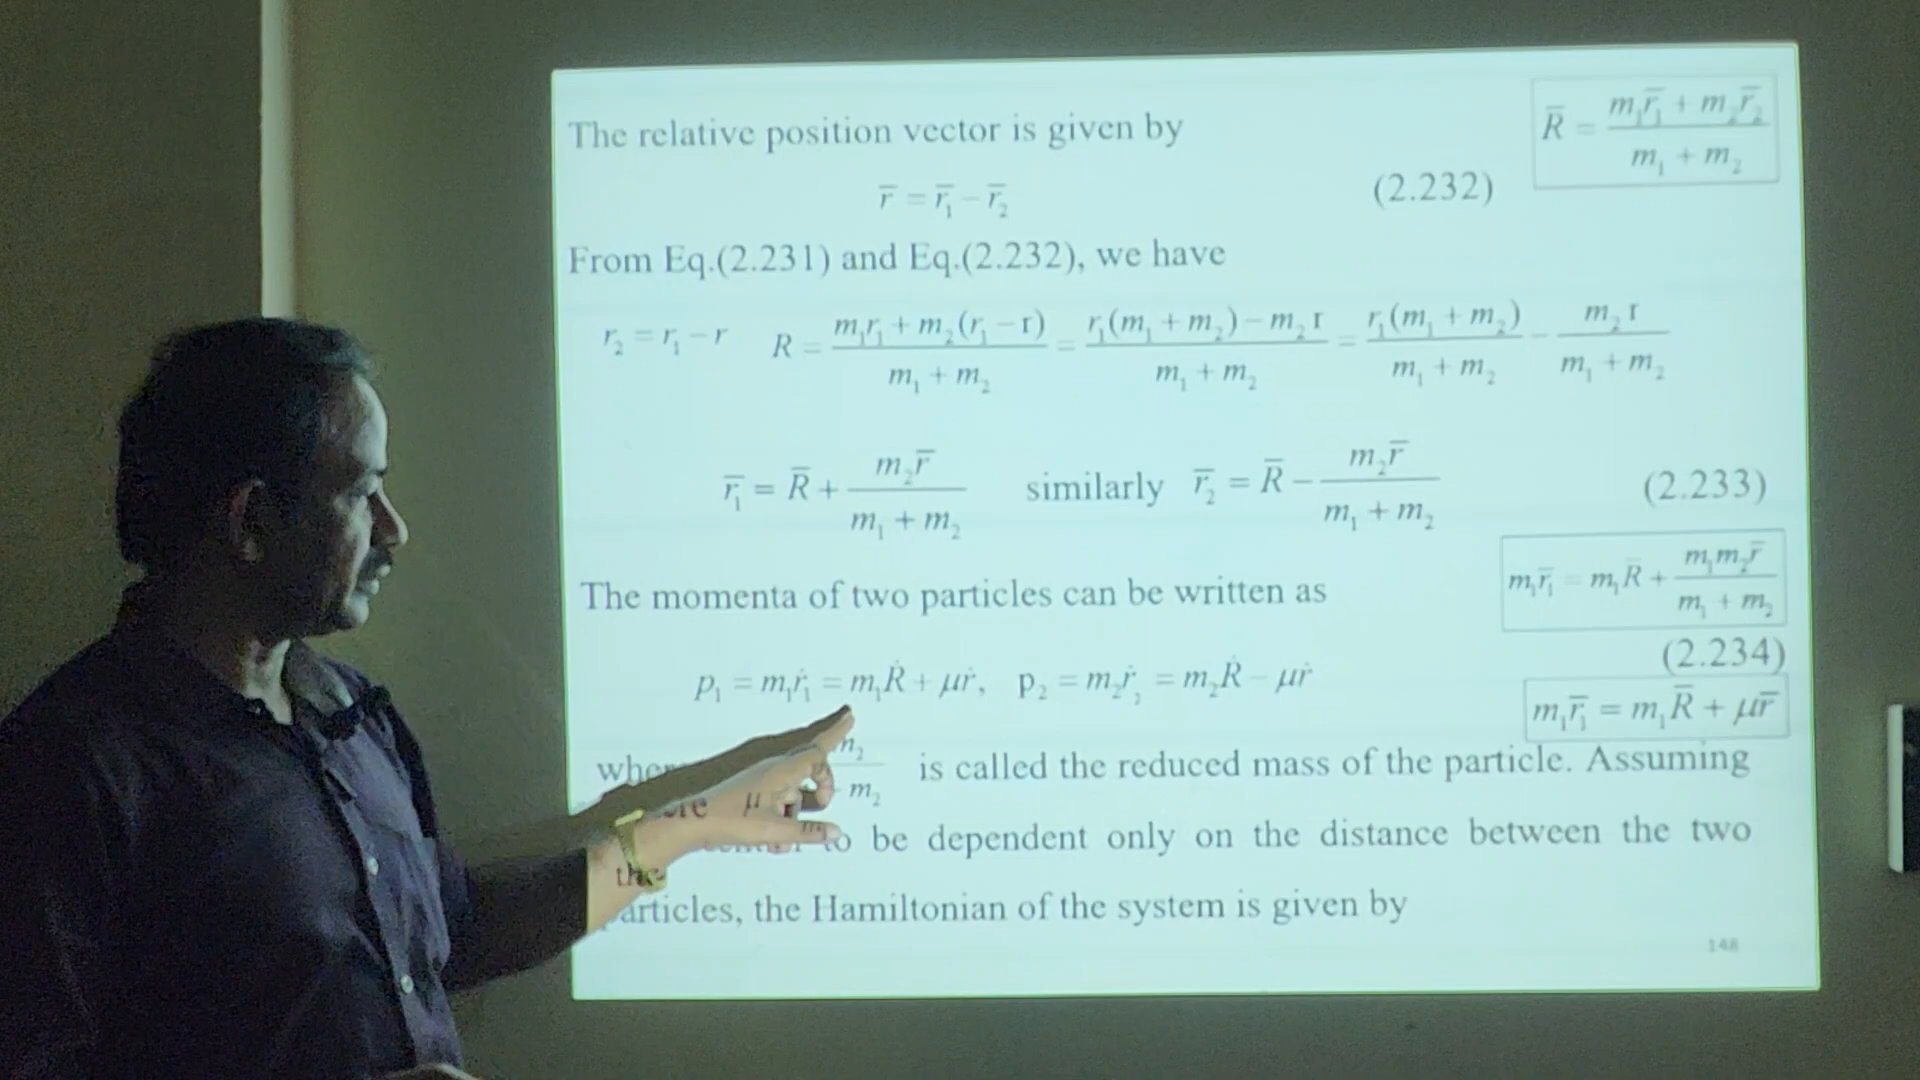 The relative position vector is given by
R̄ = (m₁r̄₁ + m₂r̄₂) / (m₁ + m₂)
r̄ = r̄₁ − r̄₂ (2.232)
From Eq.(2.231) and Eq.(2.232), we have
r₂ = r₁ − r R = (m₁r₁ + m₂(r₁ − r)) / (m₁ + m₂) = (r₁(m₁ + m₂) − m₂r) / (m₁ + m₂) = r₁(m₁ + m₂) / (m₁ + m₂) − m₂r / (m₁ + m₂)
r̄₁ = R̄ + m₂r̄ / (m₁ + m₂) similarly r̄₂ = R̄ − m₂r̄ / (m₁ + m₂) (2.233)
m₁r̄₁ = m₁R̄ + m₁m₂r̄ / (m₁ + m₂)
The momenta of two particles can be written as
(2.234)
p₁ = m₁ṙ₁ = m₁Ṙ + μṙ, p₂ = m₂ṙ₂ = m₂Ṙ − μṙ
m₁r̄₁ = m₁R̄ + μr̄
μ m₂ m₂ is called the reduced mass of the particle. Assuming
the to be dependent only on the distance between the two
particles, the Hamiltonian of the system is given by
148